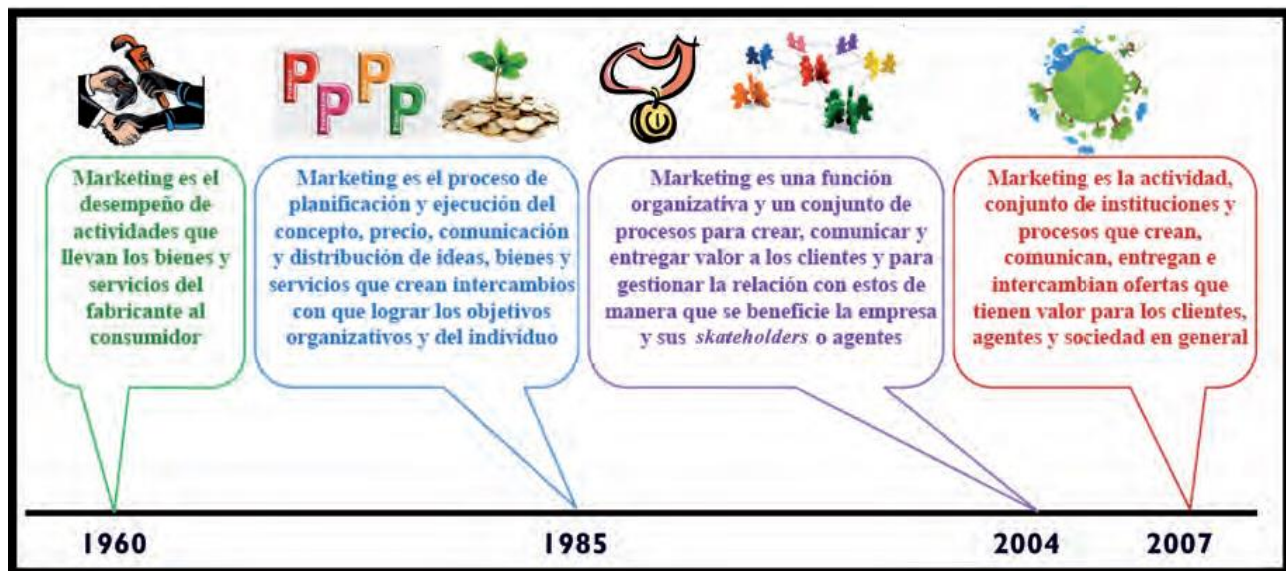 P P P P
Marketing es el
desempeño de
actividades que
llevan los bienes y
servicios del
fabricante al
consumidor
Marketing es el proceso de
planificación y ejecución del
concepto, precio, comunicación
y distribución de ideas, bienes y
servicios que crean intercambios
con que lograr los objetivos
organizativos y del individuo
Marketing es una función
organizativa y un conjunto de
procesos para crear, comunicar y
entregar valor a los clientes y para
gestionar la relación con estos de
manera que se beneficie la empresa
y sus skateholders o agentes
Marketing es la actividad,
conjunto de instituciones y
procesos que crean,
comunican, entregan e
intercambian ofertas que
tienen valor para los clientes,
agentes y sociedad en general
1960
1985
2004
2007